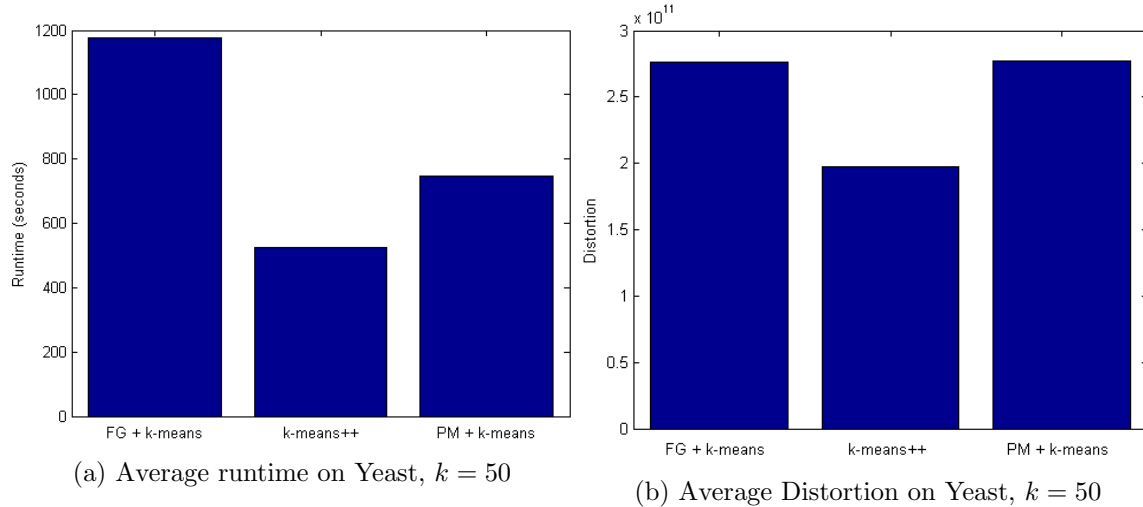 1200
1000
800
600
400
200
0
Runtime (seconds)
FG + k-means k-means++ PM + k-means
(a) Average runtime on Yeast, k = 50
x 10^11
3
2.5
2
1.5
1
0.5
0
Distortion
FG + k-means k-means++ PM + k-means
(b) Average Distortion on Yeast, k = 50